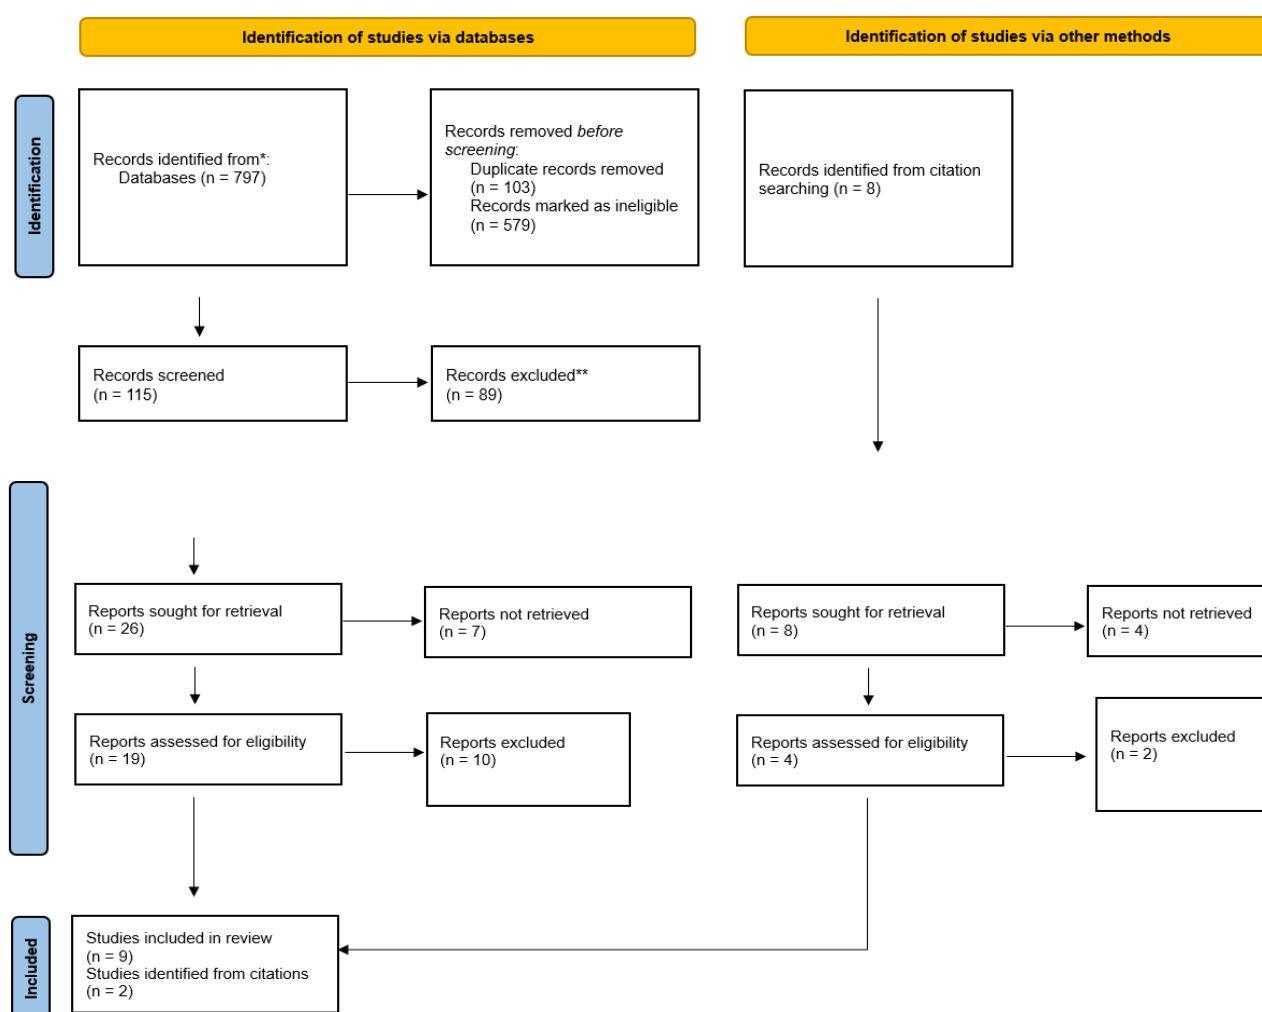 Identification of studies via databases
Identification of studies via other methods
Identification
Records identified from*:
Databases (n = 797)
Records removed before
screening:
Duplicate records removed
(n = 103)
Records marked as ineligible
(n = 579)
Records identified from citation
searching (n = 8)
Records screened
(n = 115)
Records excluded**
(n = 89)
Screening
Reports sought for retrieval
(n = 26)
Reports not retrieved
(n = 7)
Reports sought for retrieval
(n = 8)
Reports not retrieved
(n = 4)
Reports assessed for eligibility
(n = 19)
Reports excluded
(n = 10)
Reports assessed for eligibility
(n = 4)
Reports excluded
(n = 2)
Included
Studies included in review
(n = 9)
Studies identified from citations
(n = 2)